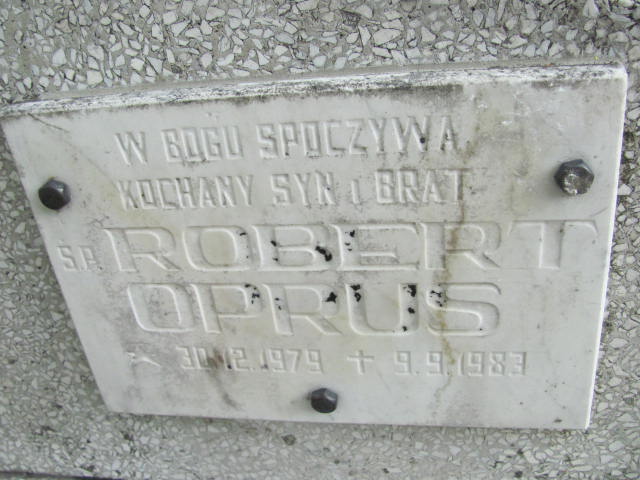 W BOGU SPOCZYWA
KOCHANY SYN i BRAT
Ś.P. ROBERT
OPRUS
30.12.1979 + 9.9.1983